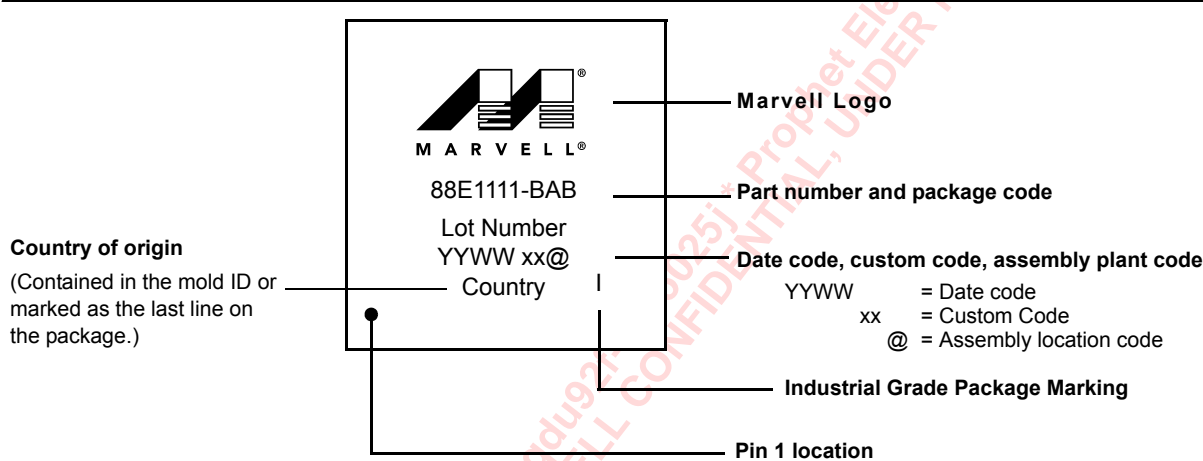 MARVELL®
®
88E1111-BAB
Lot Number
YYWW xx@
Country I
Country of origin
(Contained in the mold ID or
marked as the last line on
the package.)
Marvell Logo
Part number and package code
Date code, custom code, assembly plant code
YYWW = Date code
xx = Custom Code
@ = Assembly location code
Industrial Grade Package Marking
Pin 1 location